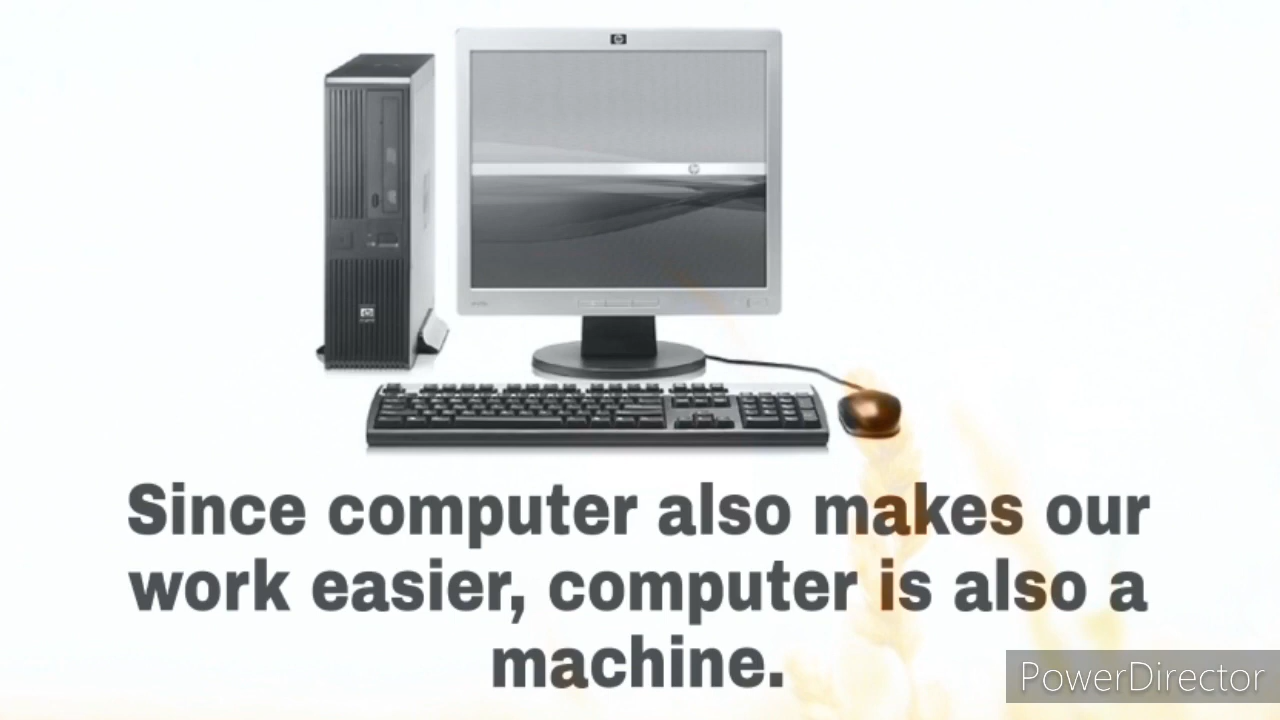 Since computer also makes our
work easier, computer is also a
machine.
PowerDirector